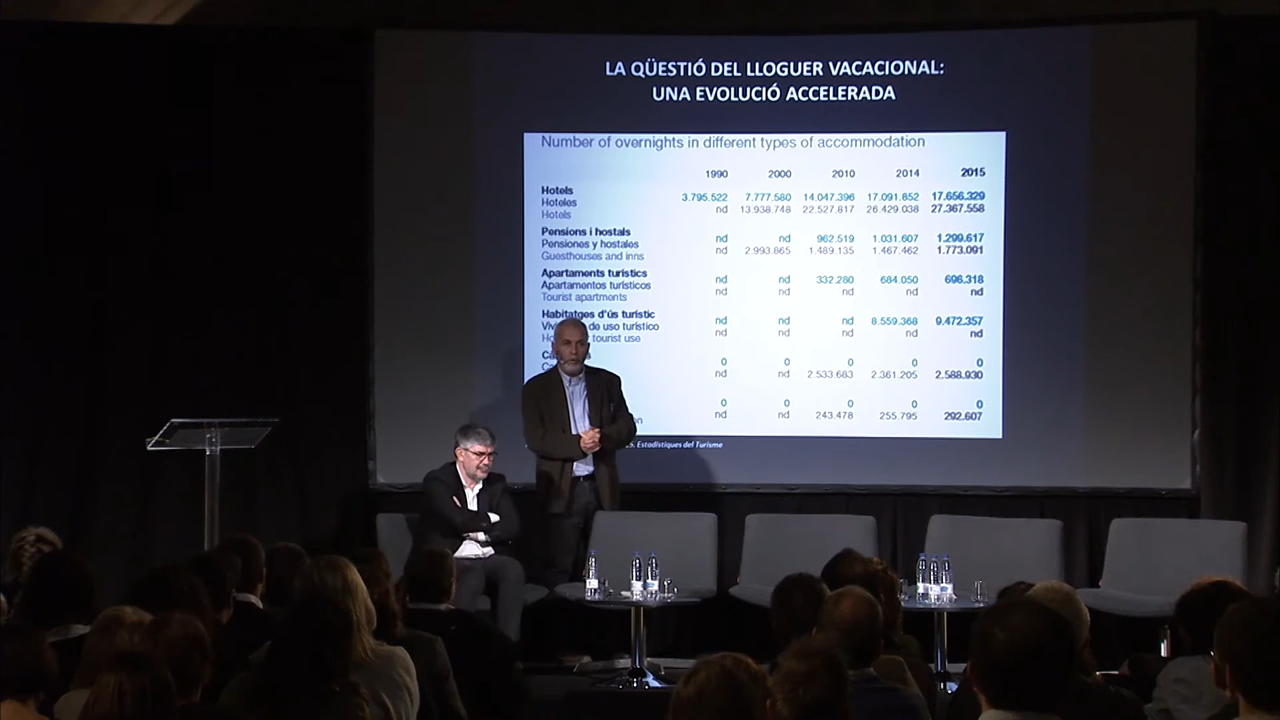 LA QÜESTIÓ DEL LLOGUER VACACIONAL:
UNA EVOLUCIÓ ACCELERADA
Number of overnights in different types of accommodation
1990 2000 2010 2014 2015
Hotels 3.795.522 7.777.580 14.047.396 17.091.852 17.656.329
Hoteles nd 13.938.748 22.527.817 26.429.038 27.367.558
Hotels
Pensions i hostals nd nd 962.519 1.031.607 1.299.617
Pensiones y hostales nd 2.993.865 1.489.135 1.467.462 1.773.091
Guesthouses and inns
Apartaments turístics nd nd 332.280 684.050 696.318
Apartamentos turísticos nd nd nd nd nd
Tourist apartments
Habitatges d'ús turístic nd nd nd 8.559.368 9.472.357
de uso turístico nd nd nd nd nd
tourist use
0 0 0 0 0
nd nd 2.533.683 2.361.205 2.588.930
0 0 0 0 0
nd nd 243.478 255.795 292.607
Estadístiques del Turisme